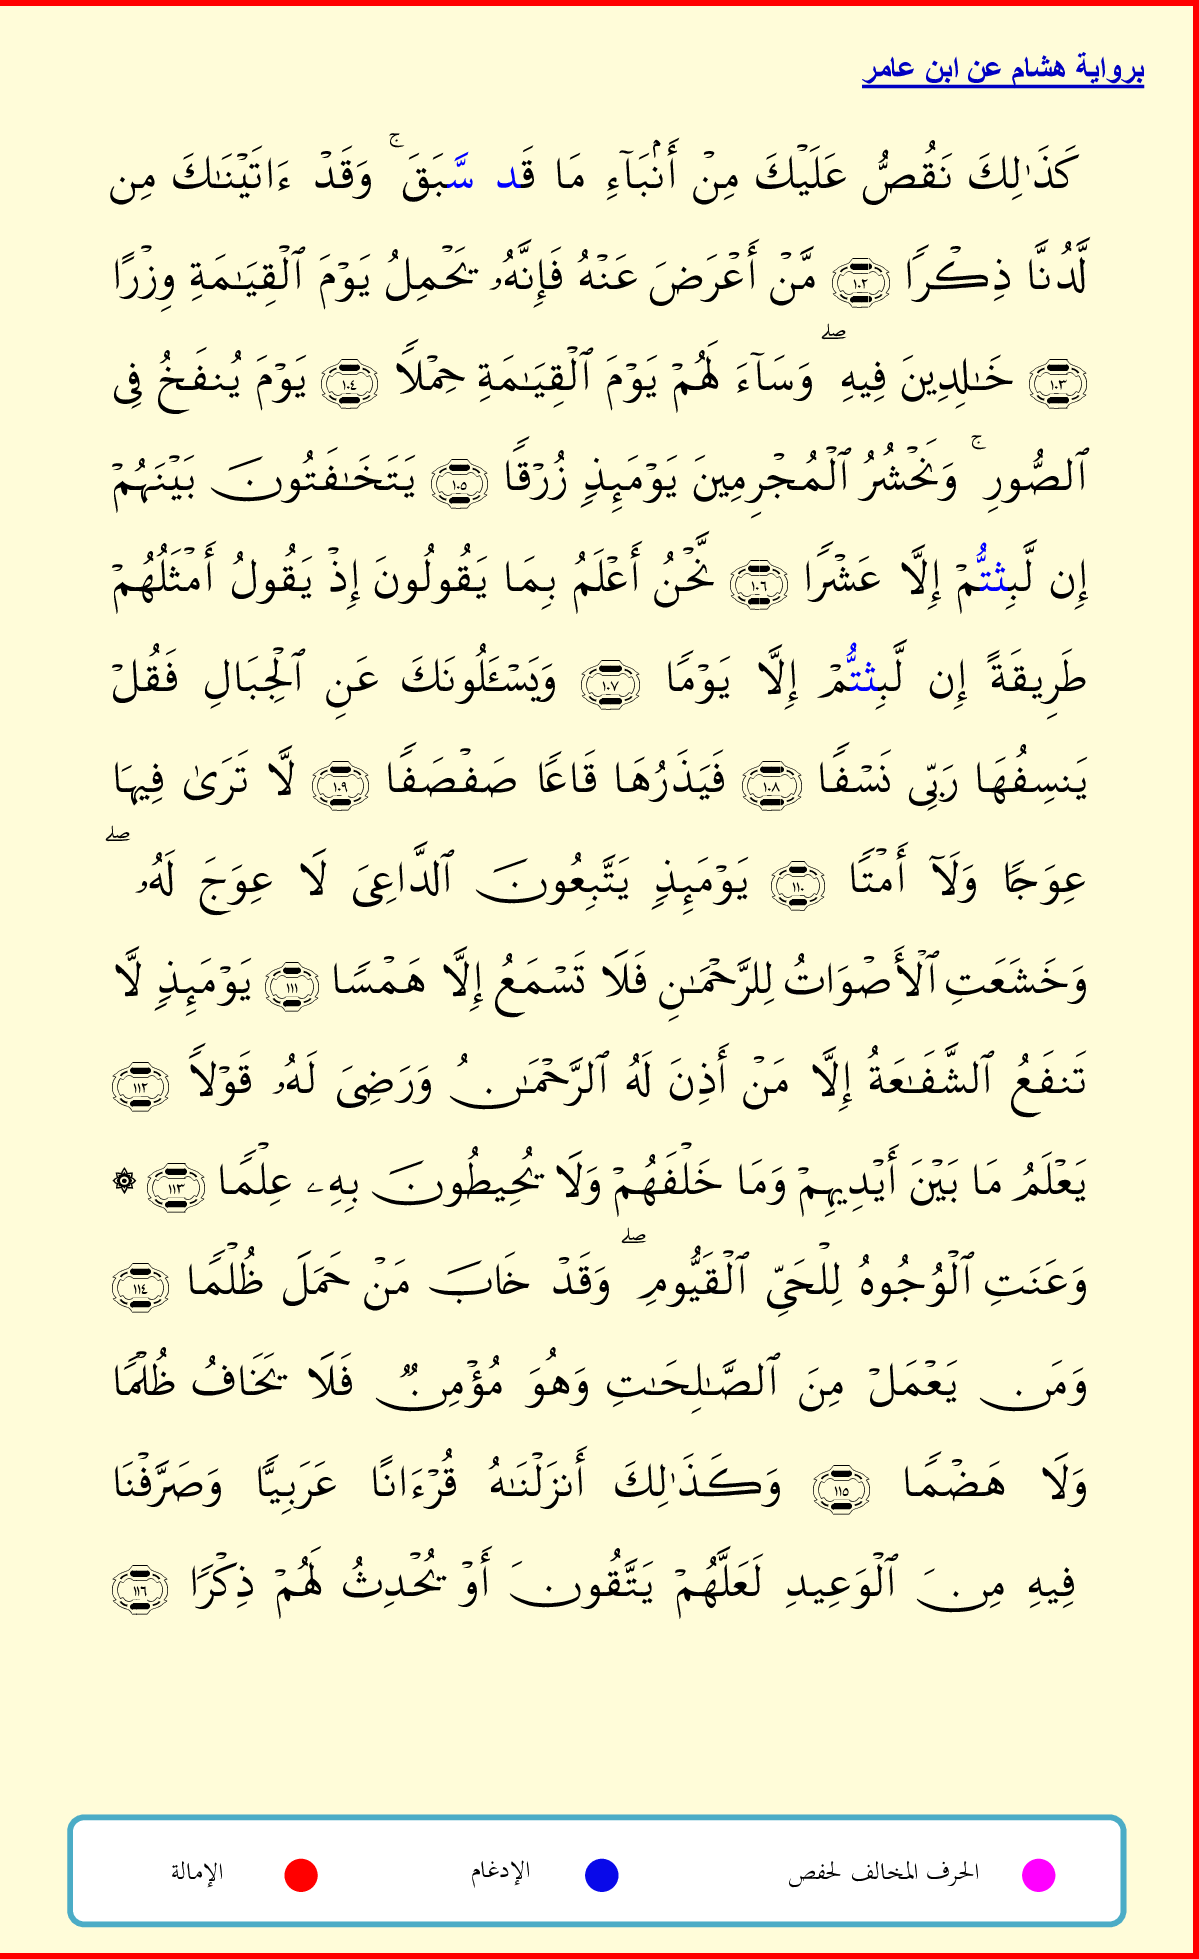 برواية هشام عن ابن عامر
كَذَٰلِكَ نَقُصُّ عَلَيْكَ مِنْ أَنۢبَآءِ مَا قَد سَّبَقَ ۚ وَقَدْ ءَاتَيْنَٰكَ مِن
لَّدُنَّا ذِكْرًا ١٠٢ مَّنْ أَعْرَضَ عَنْهُ فَإِنَّهُۥ يَحْمِلُ يَوْمَ ٱلْقِيَٰمَةِ وِزْرًا
١٠٣ خَٰلِدِينَ فِيهِ ۖ وَسَآءَ لَهُمْ يَوْمَ ٱلْقِيَٰمَةِ حِمْلًا ١٠٤ يَوْمَ يُنفَخُ فِى
ٱلصُّورِ ۚ وَنَحْشُرُ ٱلْمُجْرِمِينَ يَوْمَئِذٍ زُرْقًا ١٠٥ يَتَخَٰفَتُونَ بَيْنَهُمْ
إِن لَّبِثتُّمْ إِلَّا عَشْرًا ١٠٦ نَّحْنُ أَعْلَمُ بِمَا يَقُولُونَ إِذْ يَقُولُ أَمْثَلُهُمْ
طَرِيقَةً إِن لَّبِثتُّمْ إِلَّا يَوْمًا ١٠٧ وَيَسْـَٔلُونَكَ عَنِ ٱلْجِبَالِ فَقُلْ
يَنسِفُهَا رَبِّى نَسْفًا ١٠٨ فَيَذَرُهَا قَاعًا صَفْصَفًا ١٠٩ لَّا تَرَىٰ فِيهَا
عِوَجًا وَلَآ أَمْتًا ١١٠ يَوْمَئِذٍ يَتَّبِعُونَ ٱلدَّاعِىَ لَا عِوَجَ لَهُۥ ۖ
وَخَشَعَتِ ٱلْأَصْوَاتُ لِلرَّحْمَٰنِ فَلَا تَسْمَعُ إِلَّا هَمْسًا ١١١ يَوْمَئِذٍ لَّا
تَنفَعُ ٱلشَّفَٰعَةُ إِلَّا مَنْ أَذِنَ لَهُ ٱلرَّحْمَٰنُ وَرَضِىَ لَهُۥ قَوْلًا ١١٢
يَعْلَمُ مَا بَيْنَ أَيْدِيهِمْ وَمَا خَلْفَهُمْ وَلَا يُحِيطُونَ بِهِۦ عِلْمًا ١١٣ ۞
وَعَنَتِ ٱلْوُجُوهُ لِلْحَىِّ ٱلْقَيُّومِ ۖ وَقَدْ خَابَ مَنْ حَمَلَ ظُلْمًا ١١٤
وَمَن يَعْمَلْ مِنَ ٱلصَّٰلِحَٰتِ وَهُوَ مُؤْمِنٌ فَلَا يَخَافُ ظُلْمًا
وَلَا هَضْمًا ١١٥ وَكَذَٰلِكَ أَنزَلْنَٰهُ قُرْءَانًا عَرَبِيًّا وَصَرَّفْنَا
فِيهِ مِنَ ٱلْوَعِيدِ لَعَلَّهُمْ يَتَّقُونَ أَوْ يُحْدِثُ لَهُمْ ذِكْرًا ١١٦
الحرف المخالف لحفص الإدغام الإمالة